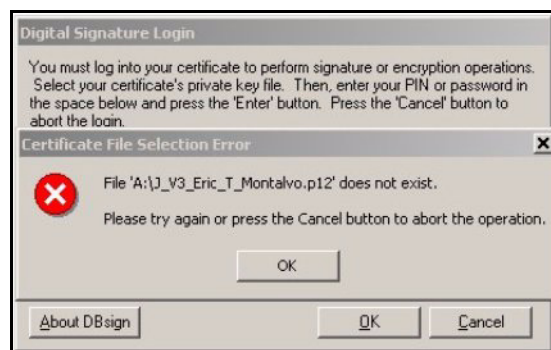 Digital Signature Login
You must log into your certificate to perform signature or encryption operations.
Select your certificate's private key file. Then, enter your PIN or password in
the space below and press the 'Enter' button. Press the 'Cancel' button to
abort the login.
Certificate File Selection Error
File 'A:\J_V3_Eric_T_Montalvo.p12' does not exist.
Please try again or press the Cancel button to abort the operation.
OK
About DBsign OK Cancel